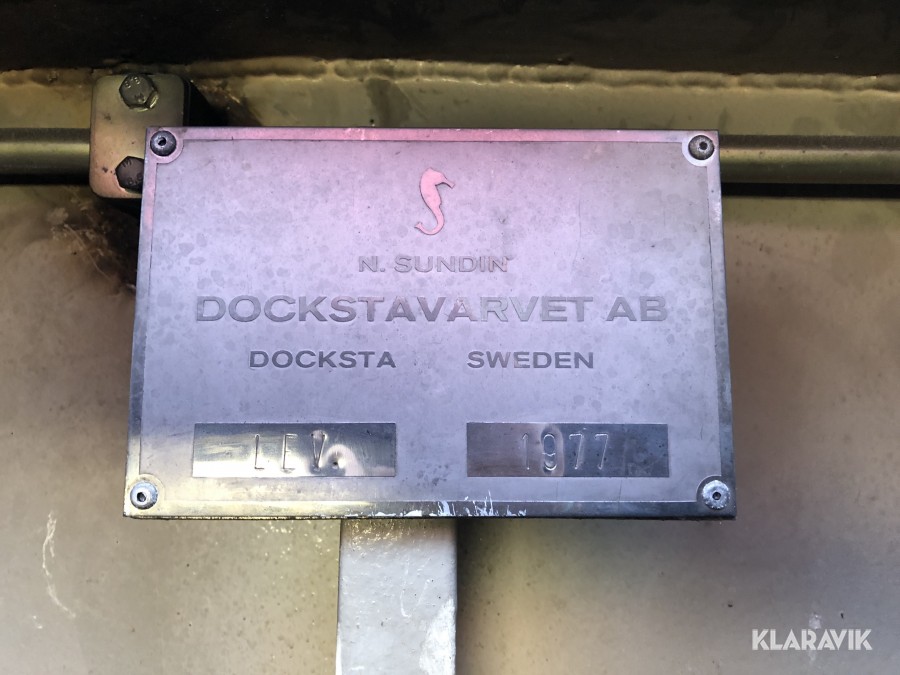 N. SUNDIN
DOCKSTAVARVET AB
DOCKSTA SWEDEN
LEV. 1977
KLARAVIK